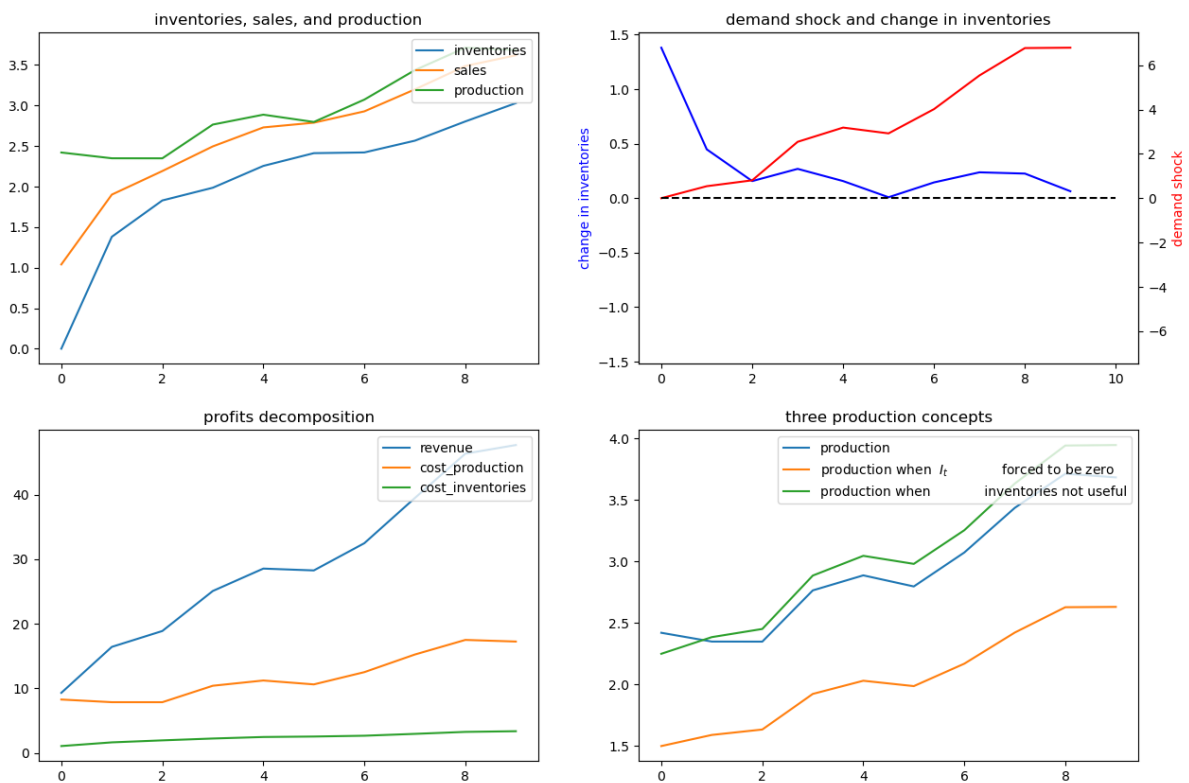 inventories, sales, and production
inventories
sales
production
3.5
3.0
2.5
2.0
1.5
1.0
0.5
0.0
0 2 4 6 8
demand shock and change in inventories
change in inventories
1.5
1.0
0.5
0.0
−0.5
−1.0
−1.5
6
4
2
0
−2
−4
−6
demand shock
0 2 4 6 8 10
profits decomposition
revenue
cost_production
cost_inventories
40
30
20
10
0
0 2 4 6 8
three production concepts
production
production when I_t forced to be zero
production when inventories not useful
4.0
3.5
3.0
2.5
2.0
1.5
0 2 4 6 8